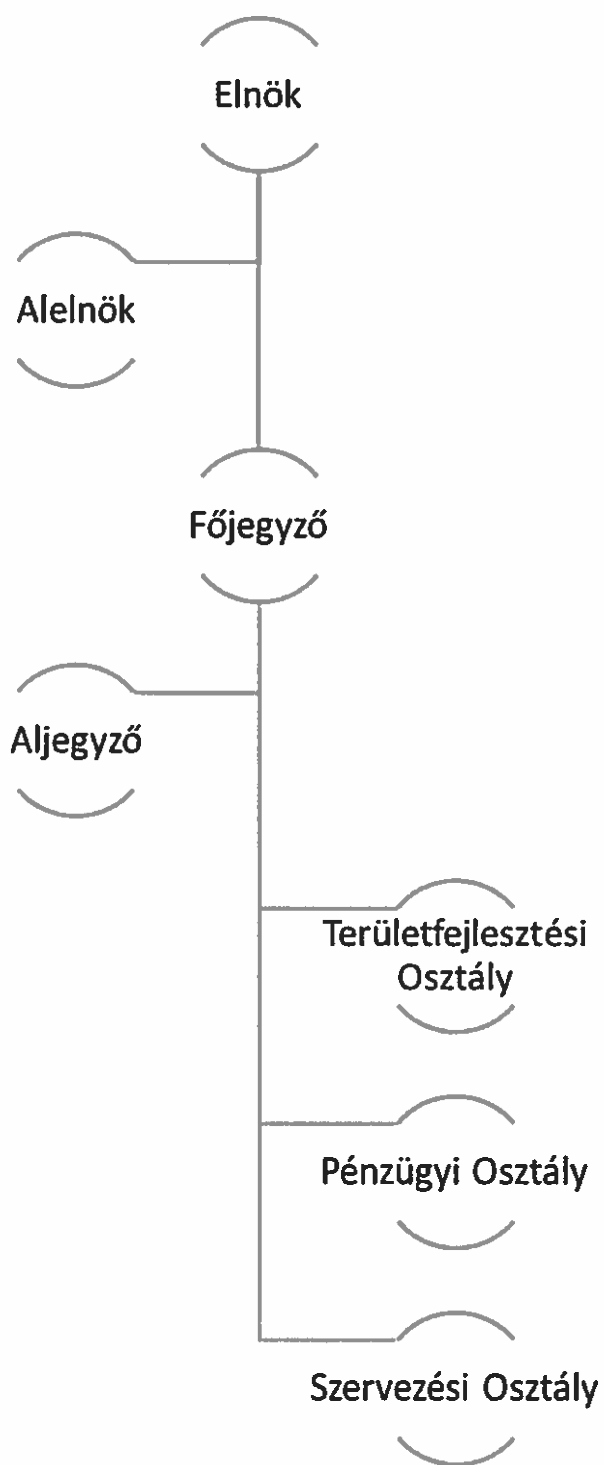 Elnök
Alelnök
Főjegyző
Aljegyző
Területfejlesztési
Osztály
Pénzügyi Osztály
Szervezési Osztály